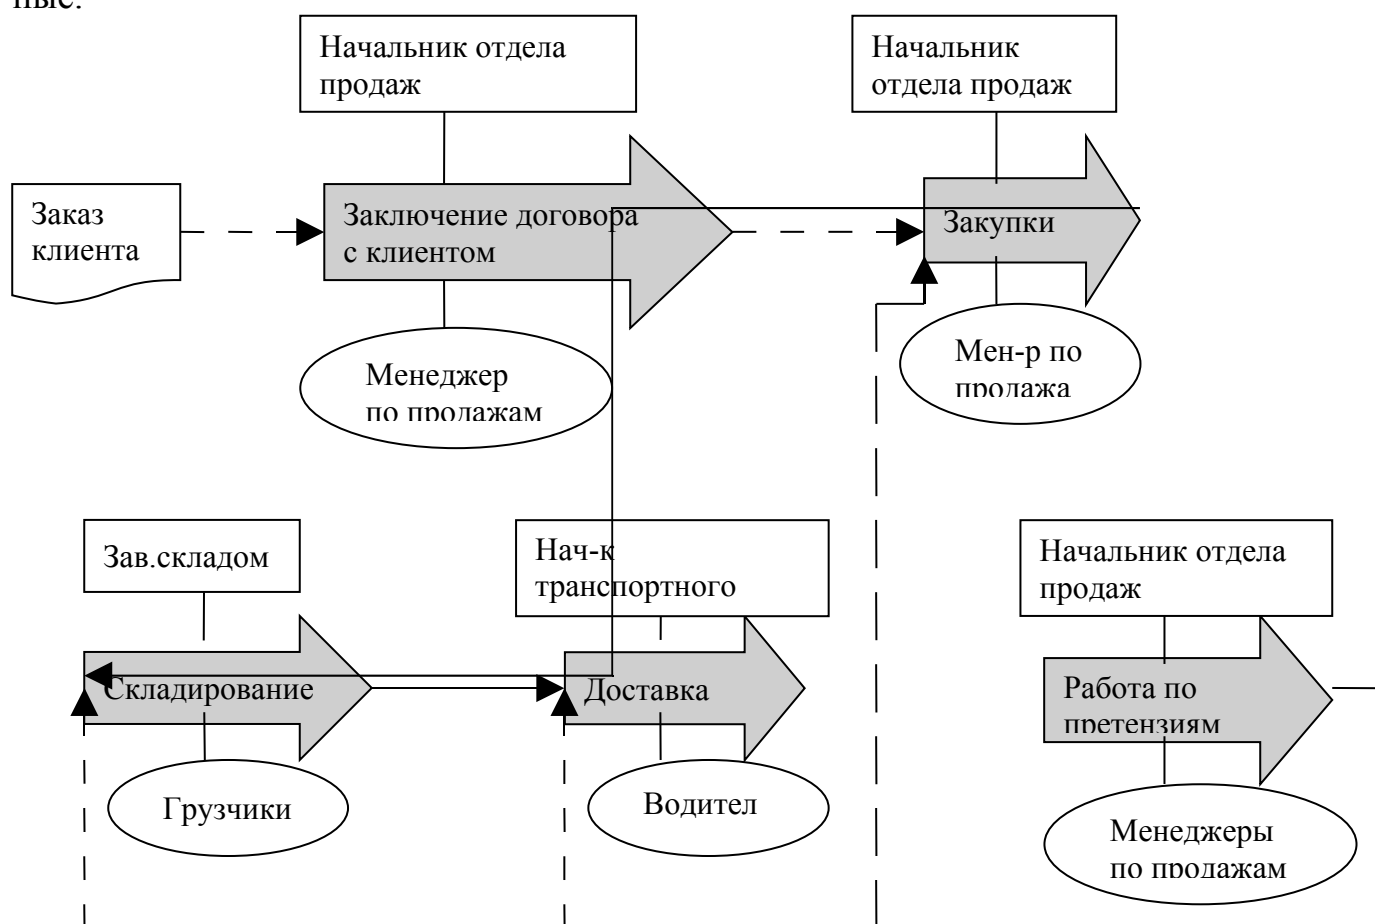 ные.
Начальник отдела
продаж
Начальник
отдела продаж
Заказ
клиента
Заключение договора
с клиентом
Закупки
Менеджер
по продажам
Мен-р по
продажа
Зав.складом
Нач-к
транспортного
Начальник отдела
продаж
Складирование
Доставка
Работа по
претензиям
Грузчики
Водител
Менеджеры
по продажам